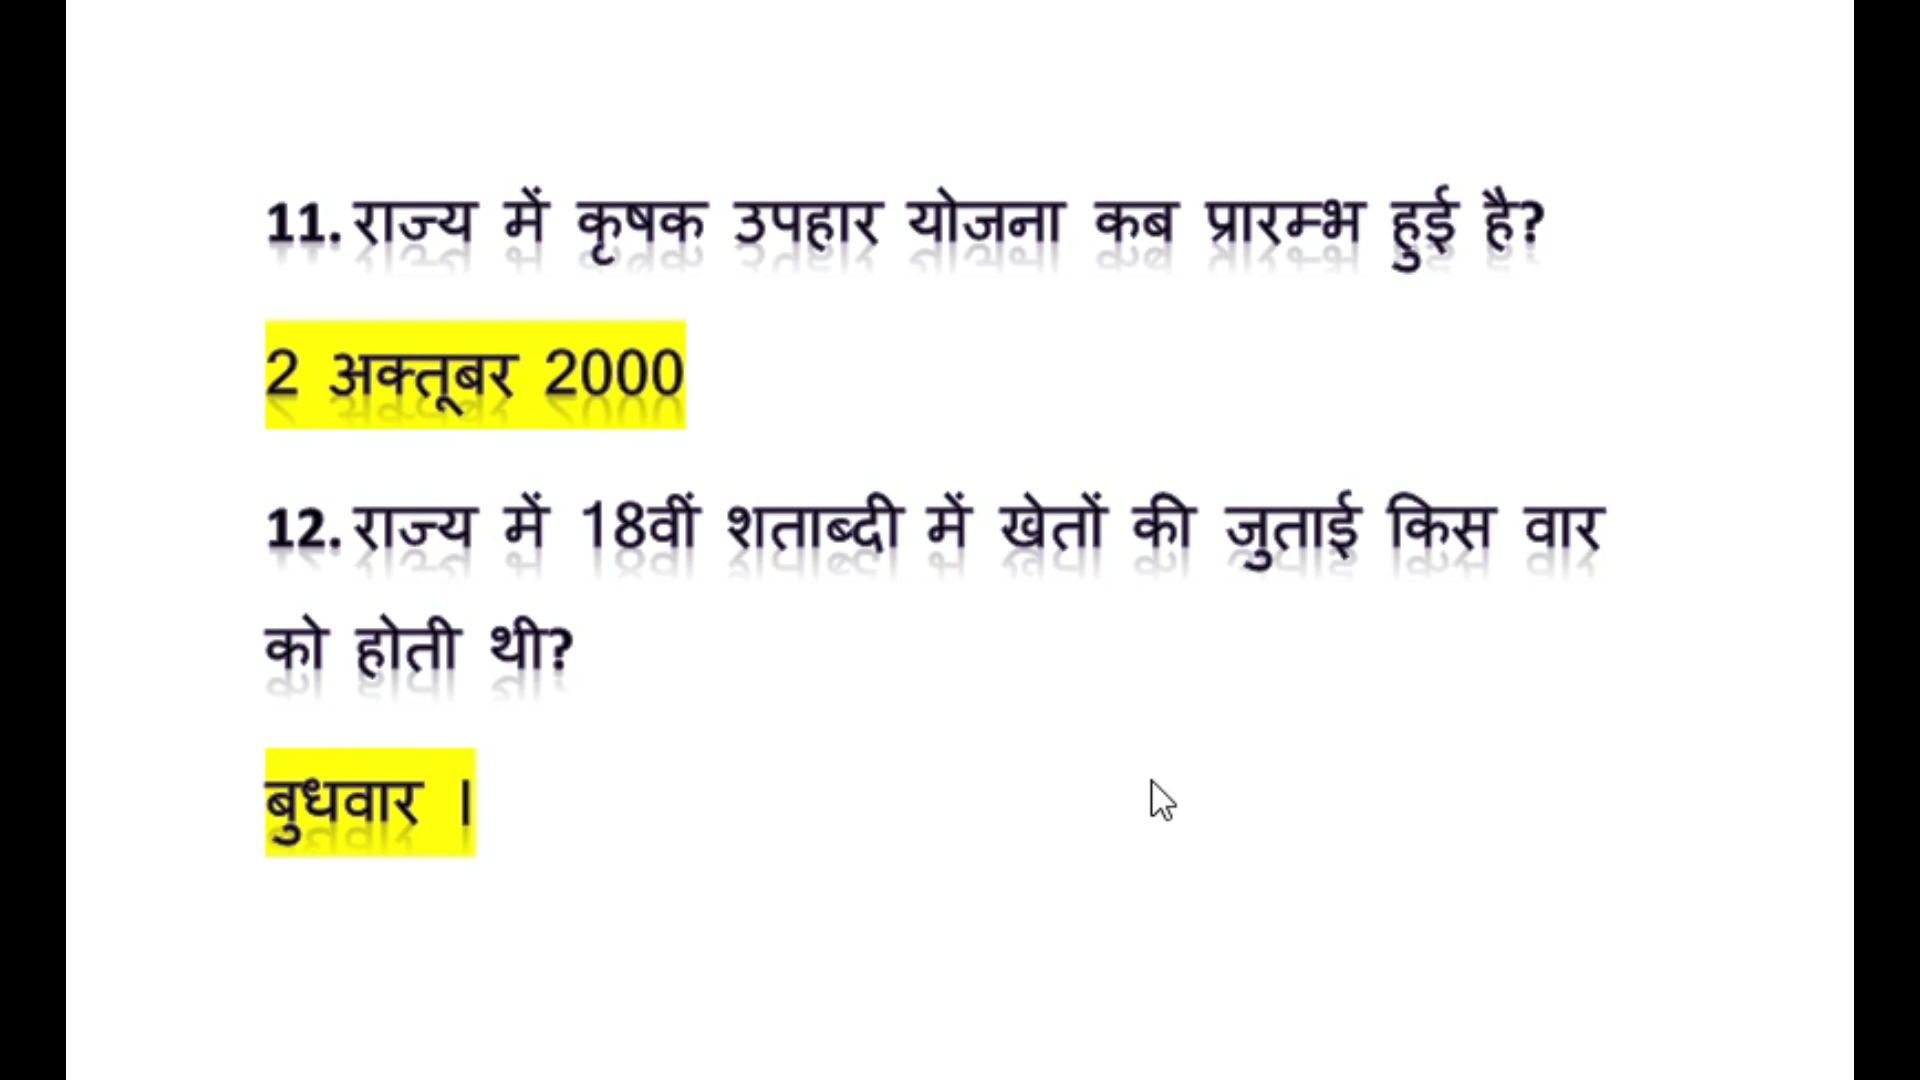 11. राज्य में कृषक उपहार योजना कब प्रारम्भ हुई है?
2 अक्तूबर 2000
12. राज्य में 18वीं शताब्दी में खेतों की जुताई किस वार
को होती थी?
बुधवार ।